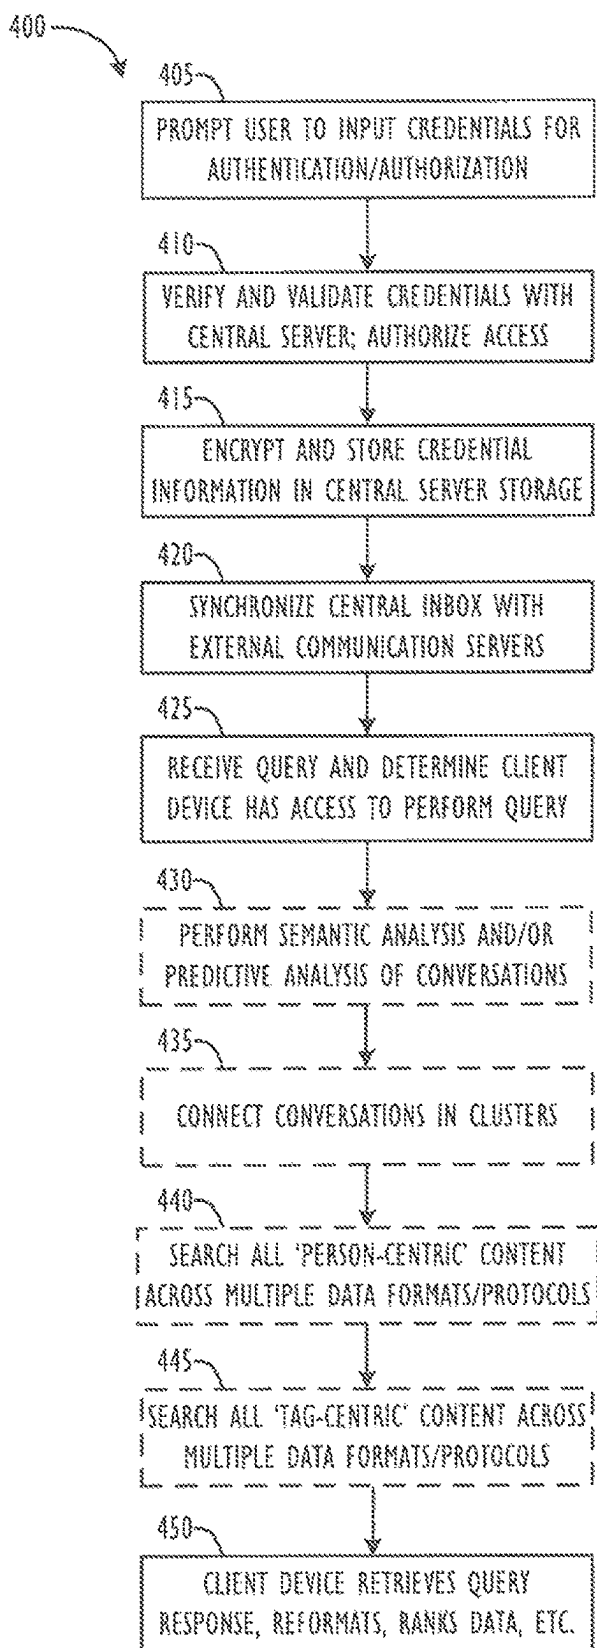 400
405
PROMPT USER TO INPUT CREDENTIALS FOR
AUTHENTICATION/AUTHORIZATION
410
VERIFY AND VALIDATE CREDENTIALS WITH
CENTRAL SERVER; AUTHORIZE ACCESS
415
ENCRYPT AND STORE CREDENTIAL
INFORMATION IN CENTRAL SERVER STORAGE
420
SYNCHRONIZE CENTRAL INBOX WITH
EXTERNAL COMMUNICATION SERVERS
425
RECEIVE QUERY AND DETERMINE CLIENT
DEVICE HAS ACCESS TO PERFORM QUERY
430
PERFORM SEMANTIC ANALYSIS AND/OR
PREDICTIVE ANALYSIS OF CONVERSATIONS
435
CONNECT CONVERSATIONS IN CLUSTERS
440
SEARCH ALL 'PERSON-CENTRIC' CONTENT
ACROSS MULTIPLE DATA FORMATS/PROTOCOLS
445
SEARCH ALL 'TAG-CENTRIC' CONTENT ACROSS
MULTIPLE DATA FORMATS/PROTOCOLS
450
CLIENT DEVICE RETRIEVES QUERY
RESPONSE, REFORMATS, RANKS DATA, ETC.